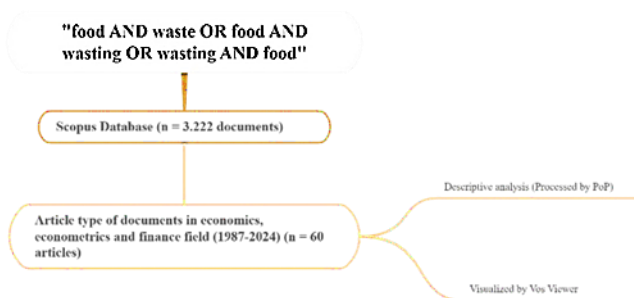 "food AND waste OR food AND
wasting OR wasting AND food"
Scopus Database (n = 3.222 documents)
Descriptive analysis (Processed by PoP)
Article type of documents in economics,
econometrics and finance field (1987-2024) (n = 60
articles)
Visualized by Vos Viewer